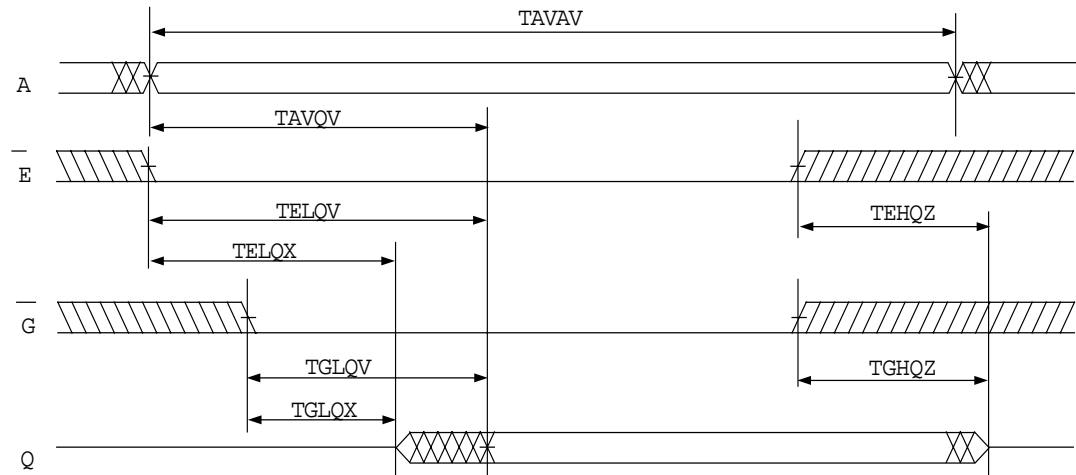 TAVAV
A
TAVQV
E̅
TELQV
TEHQZ
TELQX
G̅
TGLQV
TGHQZ
TGLQX
Q